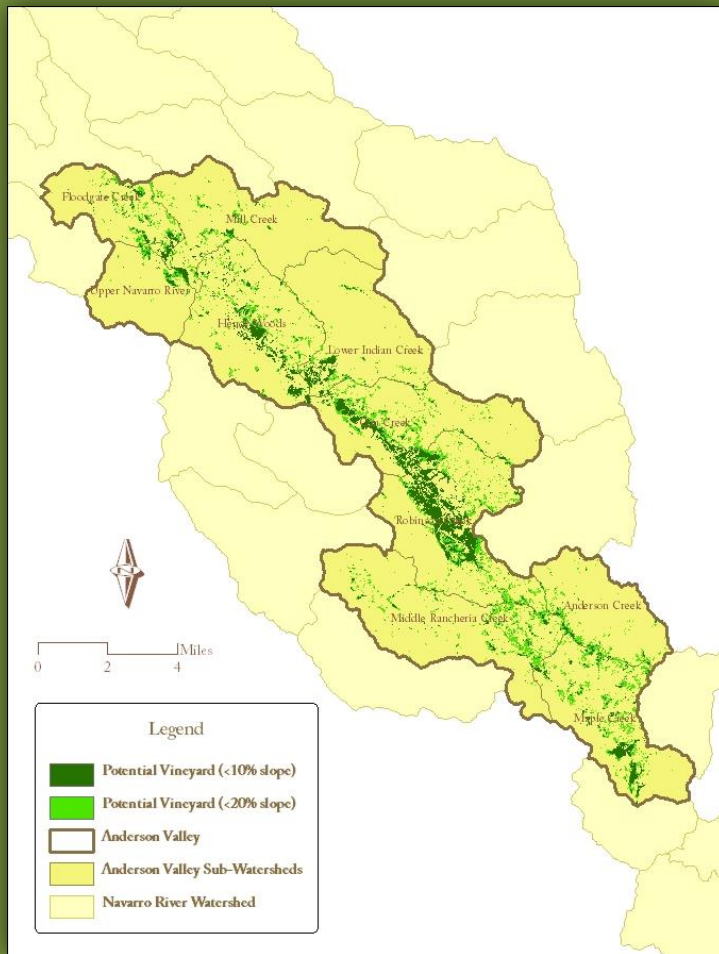 Floodgate Creek
Mill Creek
Upper Navarro River
Woods
Lower Indian Creek
Creek
Middle Rancheria Creek
Anderson Creek
Maple Creek
N
Miles
0 2 4
Legend
Potential Vineyard (<10% slope)
Potential Vineyard (<20% slope)
Anderson Valley
Anderson Valley Sub-Watersheds
Navarro River Watershed